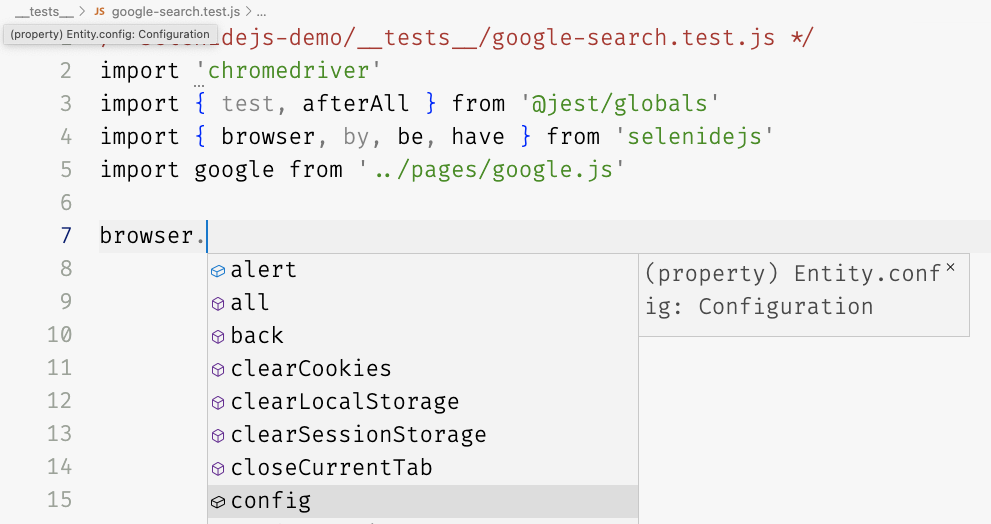 __tests__ > JS google-search.test.js > ...
(property) Entity.config: Configuration
idejs-demo/__tests__/google-search.test.js */
2 import 'chromedriver'
3 import { test, afterAll } from '@jest/globals'
4 import { browser, by, be, have } from 'selenidejs'
5 import google from '../pages/google.js'
6
7 browser.
8 alert
9 all
10 back
11 clearCookies
12 clearLocalStorage
13 clearSessionStorage
14 closeCurrentTab
15 config
(property) Entity.conf ×
ig: Configuration